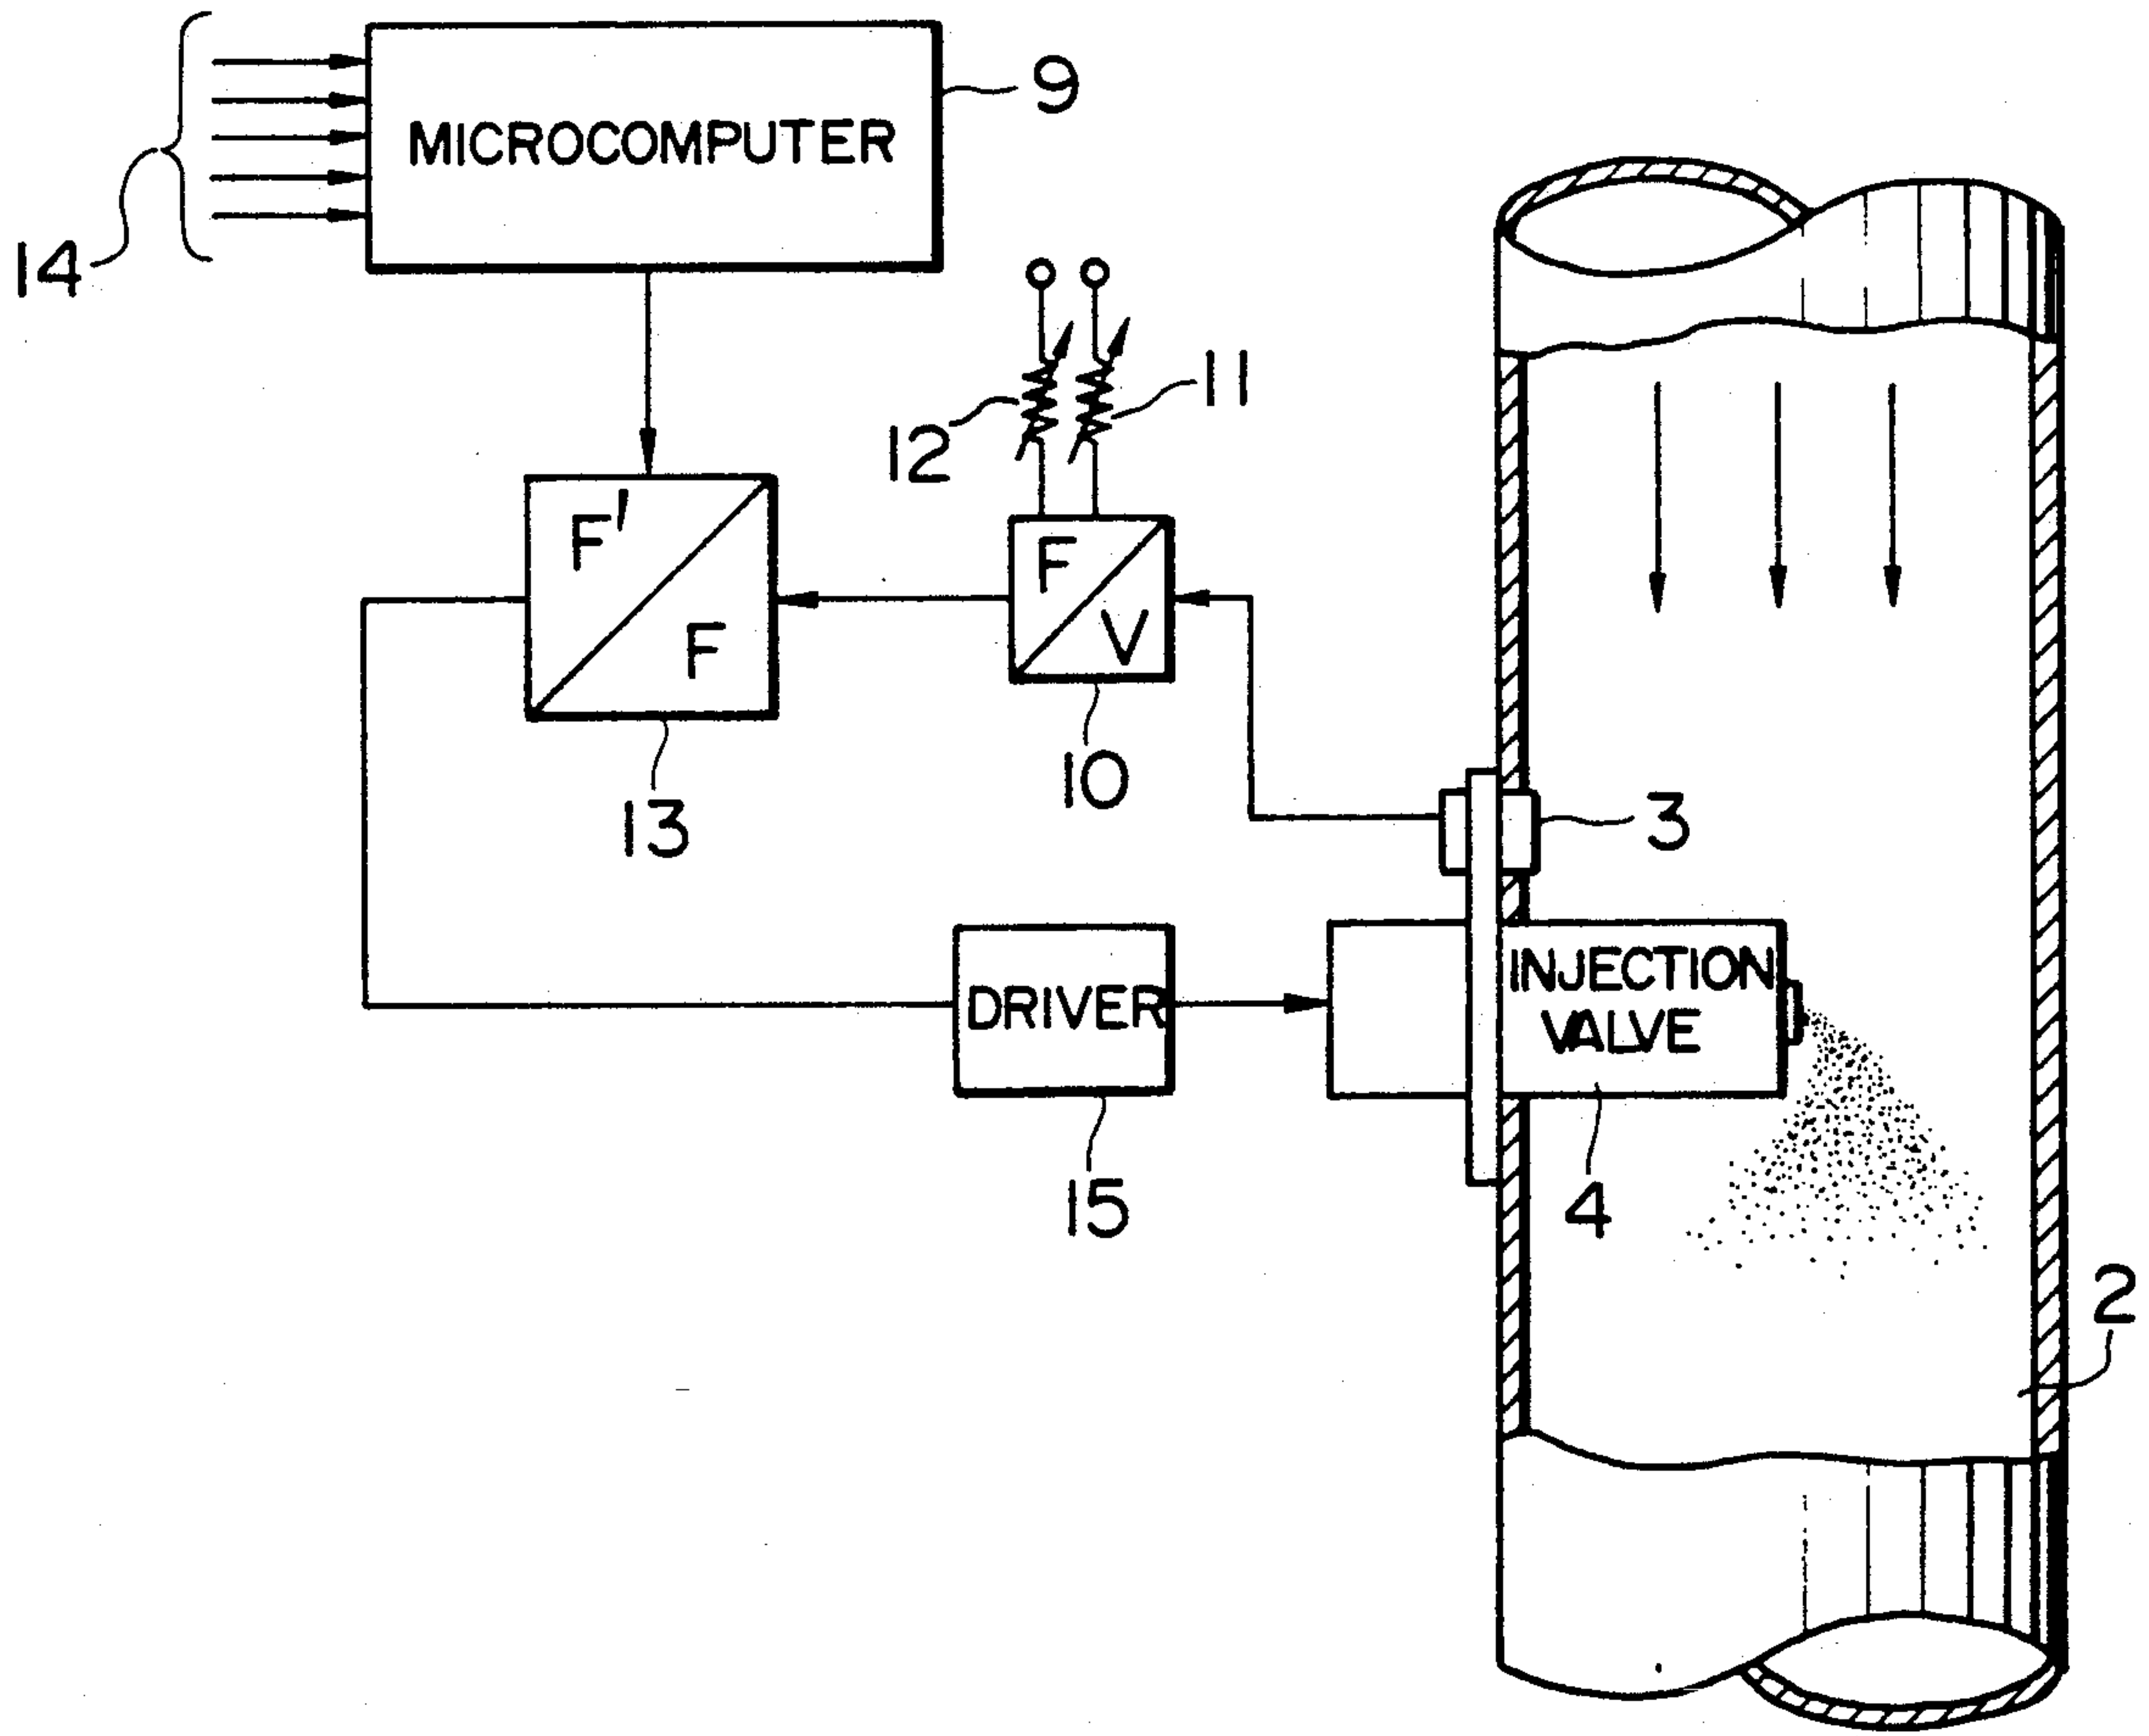 MICROCOMPUTER
9
14
12
11
F'
F
13
F
V
10
3
DRIVER
15
INJECTION
VALVE
4
2